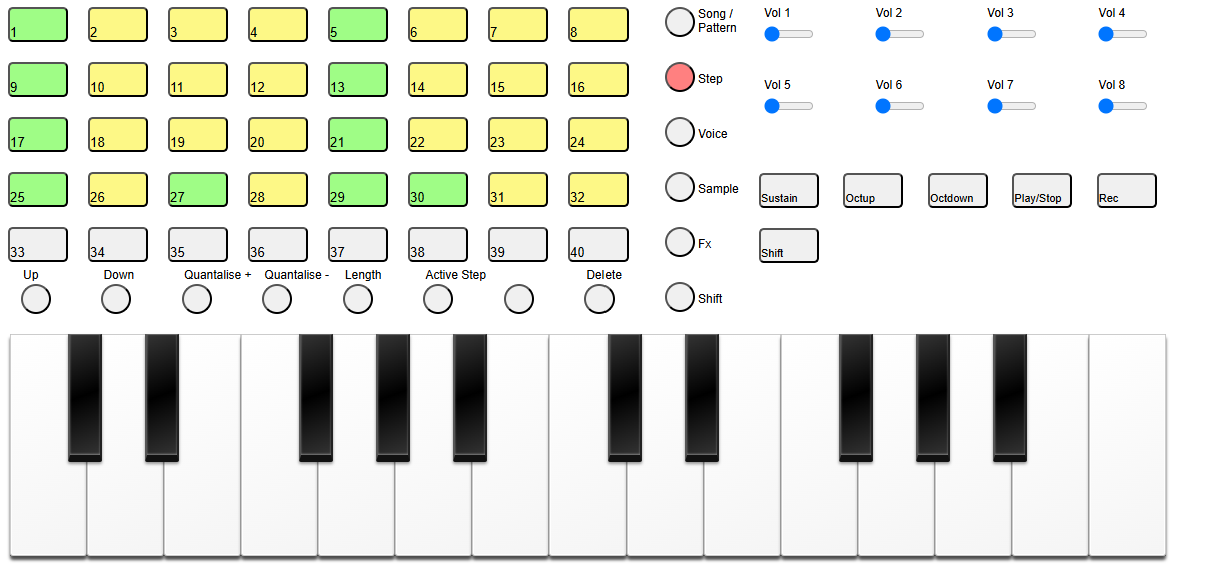 1 2 3 4 5 6 7 8
Song /
Pattern
Vol 1 Vol 2 Vol 3 Vol 4
9 10 11 12 13 14 15 16
Step
Vol 5 Vol 6 Vol 7 Vol 8
17 18 19 20 21 22 23 24
Voice
25 26 27 28 29 30 31 32
Sample
Sustain Octup Octdown Play/Stop Rec
33 34 35 36 37 38 39 40
Fx
Shift
Up Down Quantalise + Quantalise - Length Active Step Delete
Shift